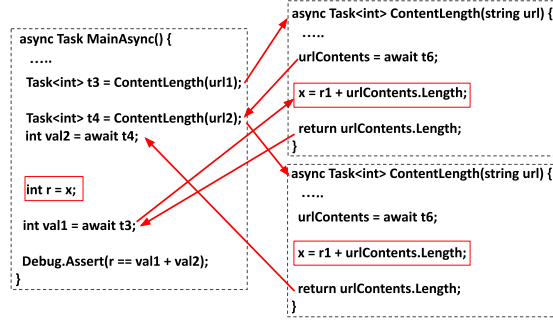 async Task MainAsync() {
…..
Task<int> t3 = ContentLength(url1);
Task<int> t4 = ContentLength(url2);
int val2 = await t4;
int r = x;
int val1 = await t3;
Debug.Assert(r == val1 + val2);
}
async Task<int> ContentLength(string url) {
…..
urlContents = await t6;
x = r1 + urlContents.Length;
return urlContents.Length;
}
async Task<int> ContentLength(string url) {
…..
urlContents = await t6;
x = r1 + urlContents.Length;
return urlContents.Length;
}